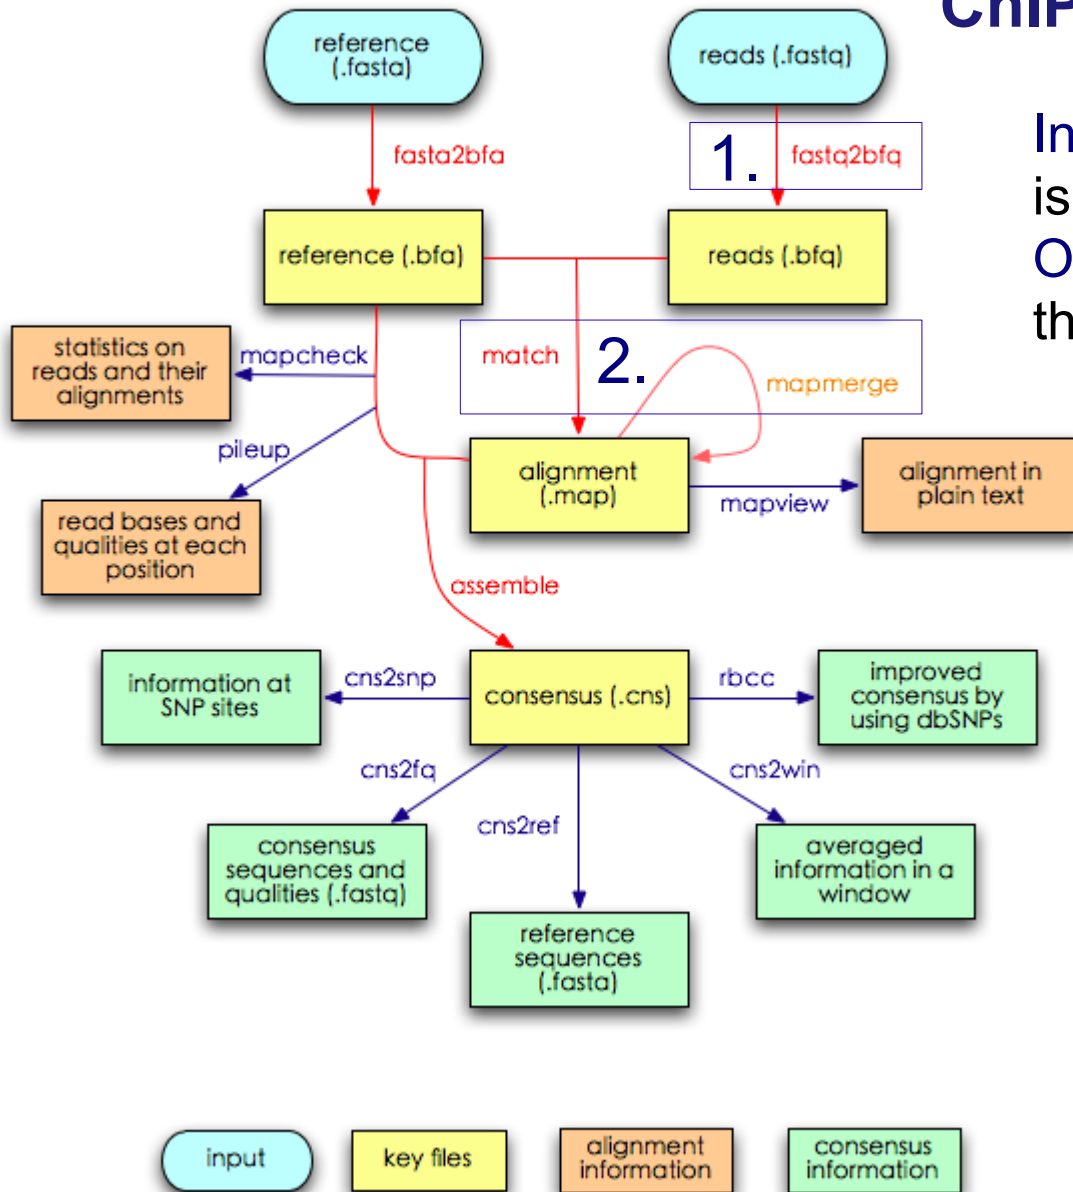 ChIP
reference
(.fasta)
reads (.fastq)
In
is
O
th
fasta2bfa
1.
fastq2bfq
reference (.bfa)
reads (.bfq)
statistics on
reads and their
alignments
mapcheck
match
2.
mapmerge
pileup
alignment
(.map)
mapview
alignment in
plain text
read bases and
qualities at each
position
assemble
information at
SNP sites
cns2snp
consensus (.cns)
rbcc
improved
consensus by
using dbSNPs
cns2fq
cns2ref
cns2win
consensus
sequences and
qualities (.fastq)
averaged
information in a
window
reference
sequences
(.fasta)
input
key files
alignment
information
consensus
information